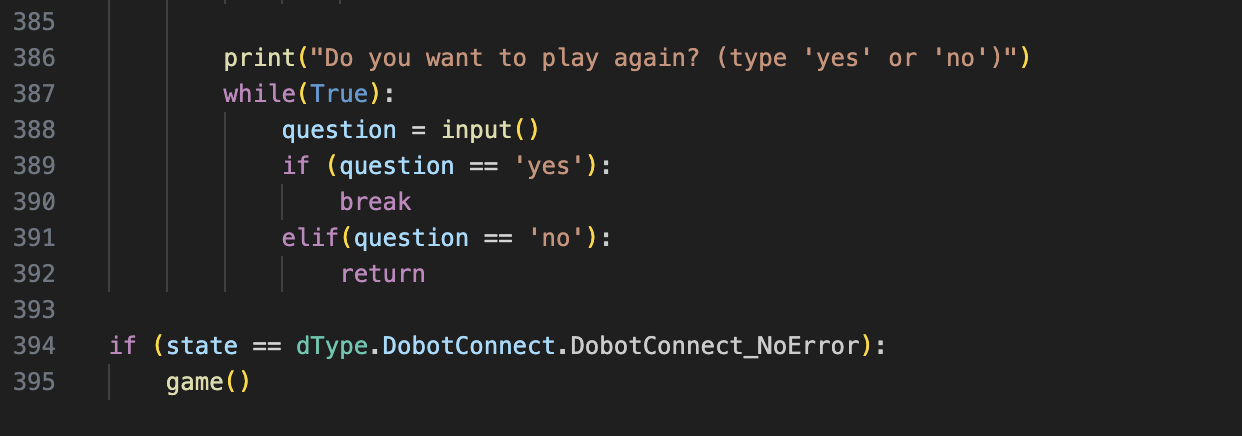 385
386 print("Do you want to play again? (type 'yes' or 'no')")
387 while(True):
388 question = input()
389 if (question == 'yes'):
390 break
391 elif(question == 'no'):
392 return
393
394 if (state == dType.DobotConnect.DobotConnect_NoError):
395 game()